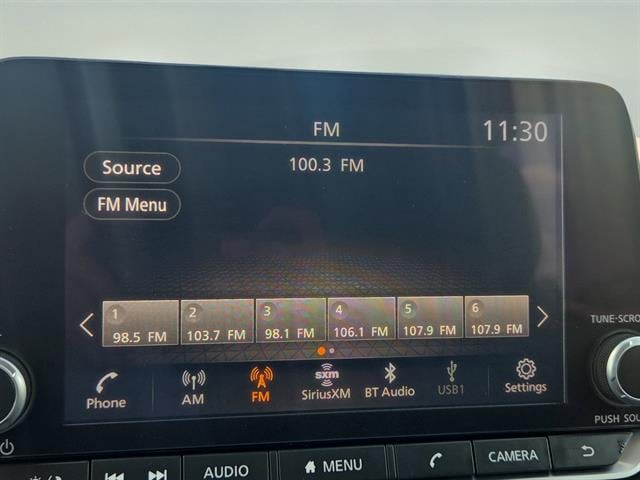 FM 11:30
Source 100.3 FM
FM Menu
1 2 3 4 5 6
98.5 FM 103.7 FM 98.1 FM 106.1 FM 107.9 FM 107.9 FM
Phone AM FM sxm SiriusXM BT Audio USB1 Settings
TUNE-SCRO
PUSH SOU
AUDIO MENU CAMERA